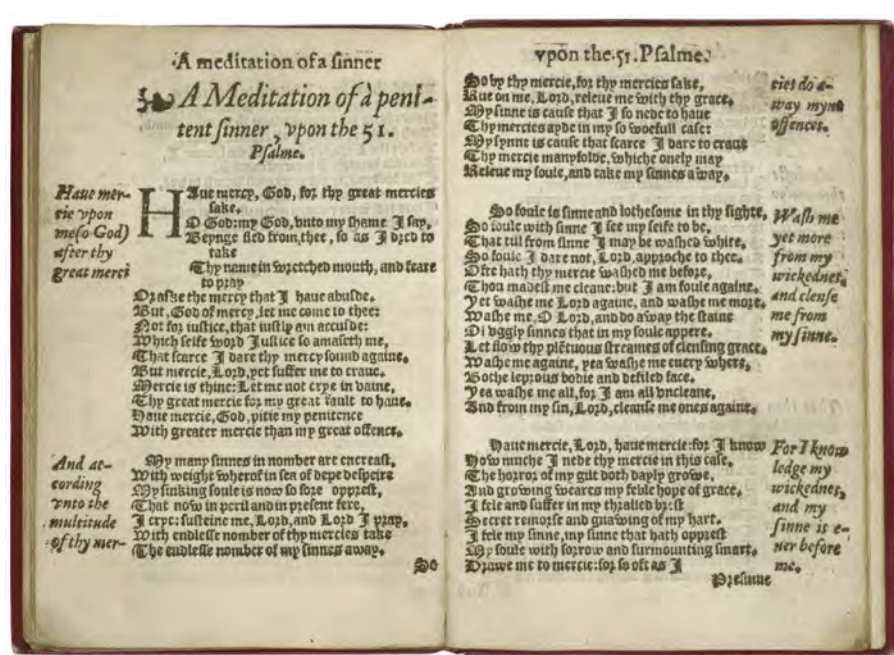 A meditation of a sinner
A Meditation of à peni-
tent sinner, vpon the 51.
Psalme.
Haue mer-
cie vpon
me (o God)
after thy
great merci
HAue mercy, God, for thy great mercies
sake.
O God: my God, vnto my shame I say,
Beynge fled from thee, so as I dred to
take
Thy name in wretched mouth, and feare
to pray
Or aske the mercy that I haue abusde.
But, God of mercy, let me come to thee:
Not for iustice, that iustly am accusde:
Which selfe word Iustice so amaseth me,
That scarce I dare thy mercy sound againe.
But mercie, Lord, yet suffer me to craue.
Mercie is thine: Let me not crye in vaine,
Thy great mercie for my great fault to haue.
Haue mercie, God, pitie my penitence
With greater mercie than my great offence.
And ac-
cording
vnto the
multitude
of thy mer-
My many sinnes in nomber are encreast,
With weight wherof in sea of depe despeire
My sinking soule is now so sore opprest,
That now in peril and in present fere,
I crye: susteine me, Lord, and Lord I pray,
With endlesse nomber of thy mercies take
The endlesse nomber of my sinnes away.
So
vpon the 51. Psalme.
So by thy mercie, for thy mercies sake,
Rue on me, Lord, releue me with thy grace.
My sinne is cause that I so nede to haue
Thy mercies ayde in my so woefull case:
My synne is cause that scarce I dare to craue
Thy mercie manyfolde, whiche onely may
Releue my soule, and take my sinnes away.
cies do a-
way myne
offences.
So foule is sinne and lothesome in thy sighte,
So foule with sinne I see my selfe to be,
That til from sinne I may be washed white,
So foule I dare not, Lord, approche to thee.
Ofte hath thy mercie washed me before,
Thou madest me cleane: but I am foule againe.
Yet washe me Lord againe, and washe me more.
Washe me, O Lord, and do away the staine
Of vggly sinnes that in my soule appere.
Let flow thy plētuous streames of clensing grace.
Washe me againe, yea washe me euery where,
Bothe leprous bodie and defiled face.
Yea washe me all, for I am all vncleane,
And from my sin, Lord, cleanse me ones againe.
Wash me
yet more
from my
wickednes,
and clense
me from
my sinne.
Haue mercie, Lord, haue mercie: for I know
How muche I nede thy mercie in this case.
The horror of my gilt doth dayly growe,
And growing weares my feble hope of grace.
I fele and suffer in my thralled brest
Secret remorse and gnawing of my hart.
I fele my sinne, my sinne that hath opprest
My soule with sorrow and surmounting smart.
Drawe me to mercie: for so oft as I
For I know
ledge my
wickednes,
and my
sinne is e-
uer before
me.
Presume